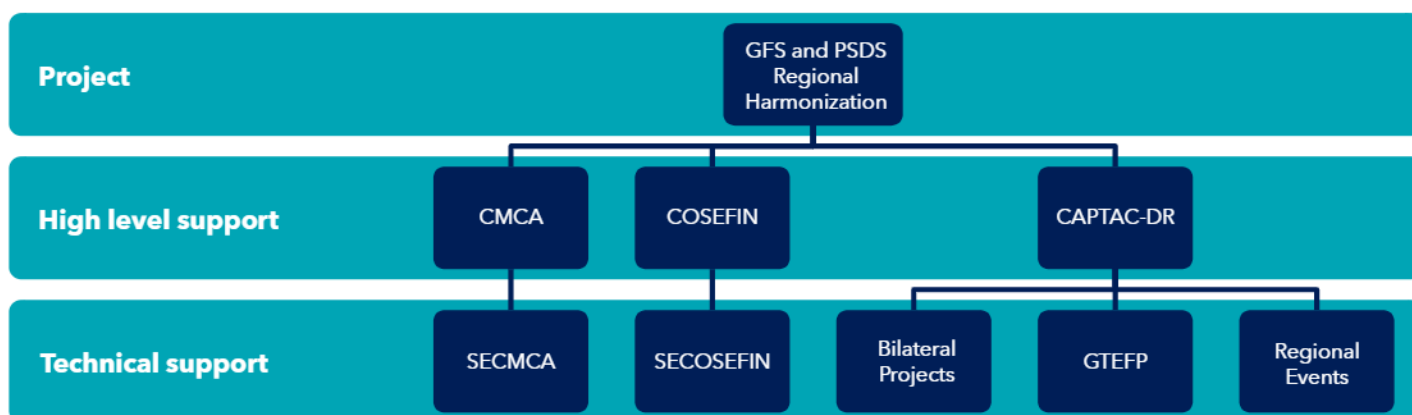 Project
GFS and PSDS
Regional
Harmonization
High level support
CMCA
COSEFIN
CAPTAC-DR
Technical support
SECMCA
SECOSEFIN
Bilateral
Projects
GTEFP
Regional
Events